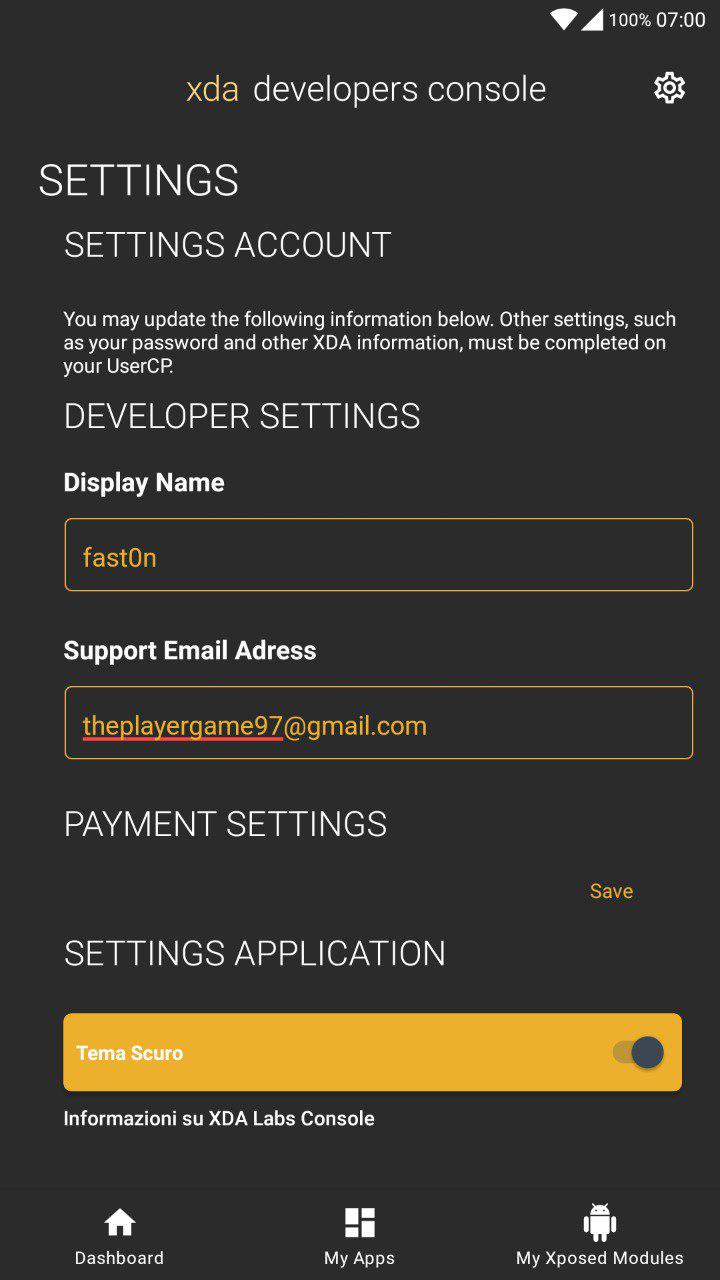 100% 07:00
xda developers console
SETTINGS
SETTINGS ACCOUNT
You may update the following information below. Other settings, such
as your password and other XDA information, must be completed on
your UserCP.
DEVELOPER SETTINGS
Display Name
fast0n
Support Email Adress
theplayergame97@gmail.com
PAYMENT SETTINGS
Save
SETTINGS APPLICATION
Tema Scuro
Informazioni su XDA Labs Console
Dashboard
My Apps
My Xposed Modules